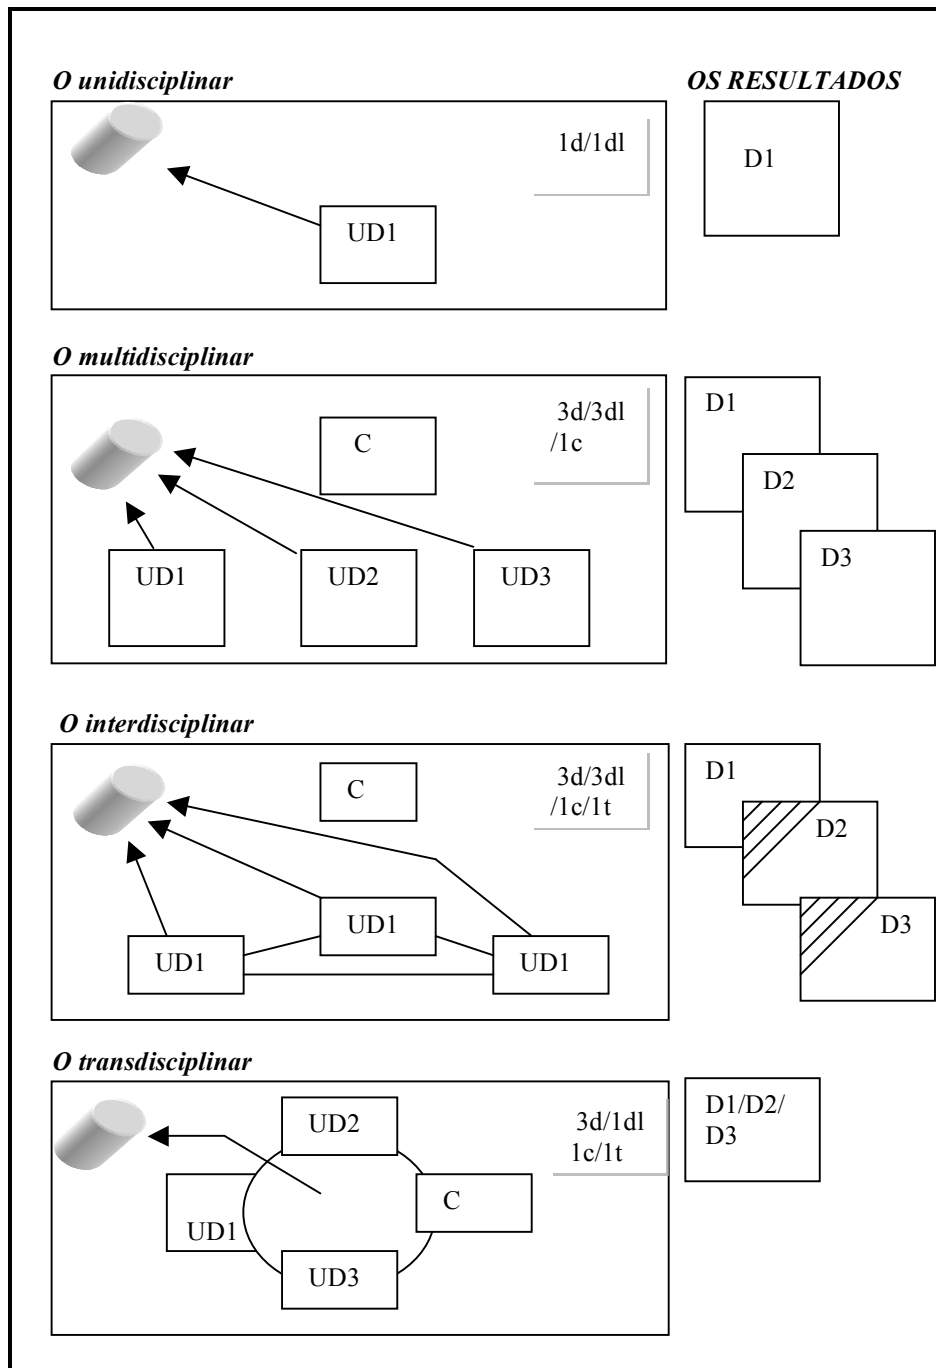 O unidisciplinar
OS RESULTADOS
1d/1dl
UD1
D1
O multidisciplinar
C
3d/3dl
/1c
UD1
UD2
UD3
D1
D2
D3
O interdisciplinar
C
3d/3dl
/1c/1t
UD1
UD1
UD1
D1
D2
D3
O transdisciplinar
UD2
UD1
C
UD3
3d/1dl
1c/1t
D1/D2/
D3